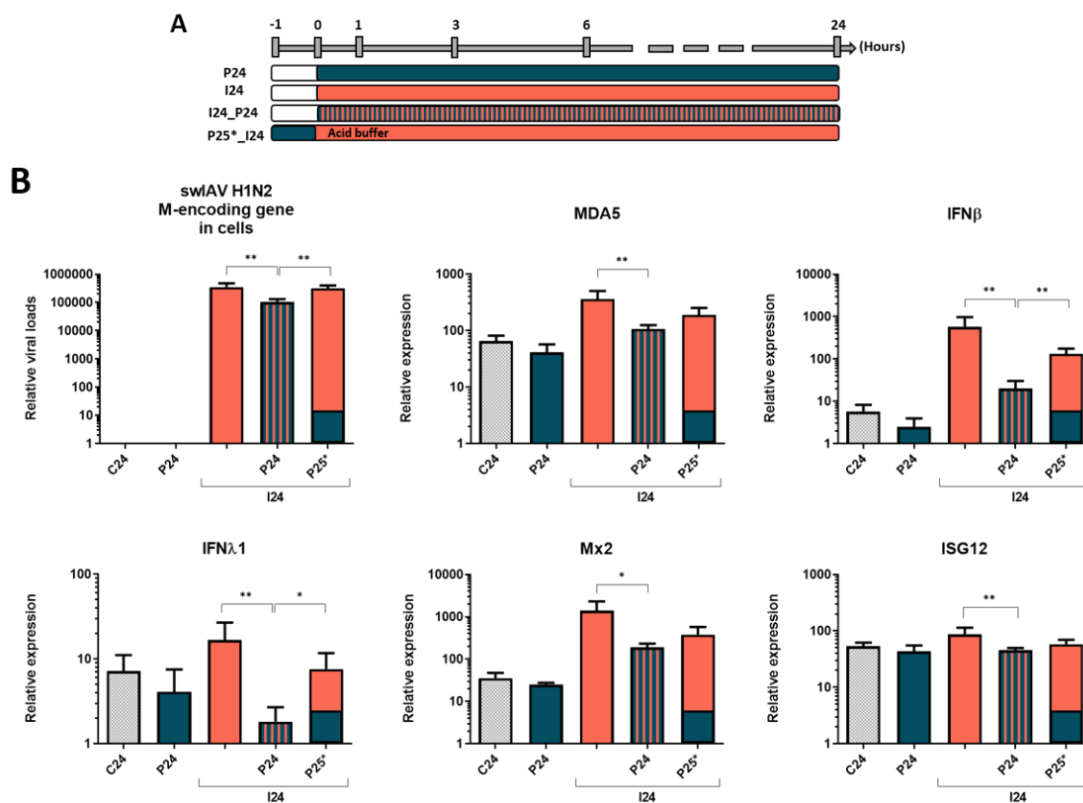 A
-1 0 1 3 6 24
(Hours)
P24
I24
I24_P24
P25*_I24
Acid buffer
B
swIAV H1N2
M-encoding gene
in cells
Relative viral loads
1000000
100000
10000
1000
100
10
1
** **
C24 P24 P24 P25*
I24
MDA5
Relative expression
1000
100
10
1
**
C24 P24 P24 P25*
I24
IFNβ
Relative expression
10000
1000
100
10
1
** **
C24 P24 P24 P25*
I24
IFNλ1
Relative expression
100
10
1
** *
C24 P24 P24 P25*
I24
Mx2
Relative expression
10000
1000
100
10
1
*
C24 P24 P24 P25*
I24
ISG12
Relative expression
1000
100
10
1
**
C24 P24 P24 P25*
I24